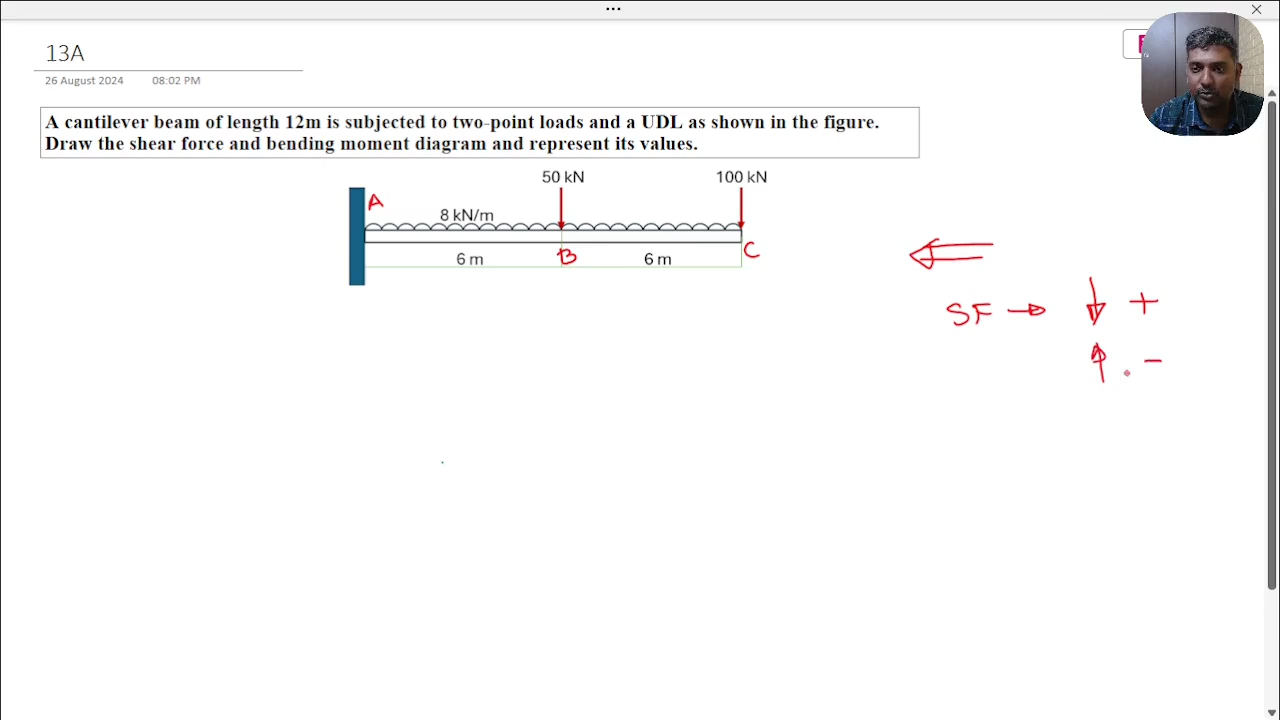 13A
26 August 2024 08:02 PM
A cantilever beam of length 12m is subjected to two-point loads and a UDL as shown in the figure.
Draw the shear force and bending moment diagram and represent its values.
50 kN 100 kN
A
8 kN/m
6 m B 6 m C
SF → ↓ +
↑ −